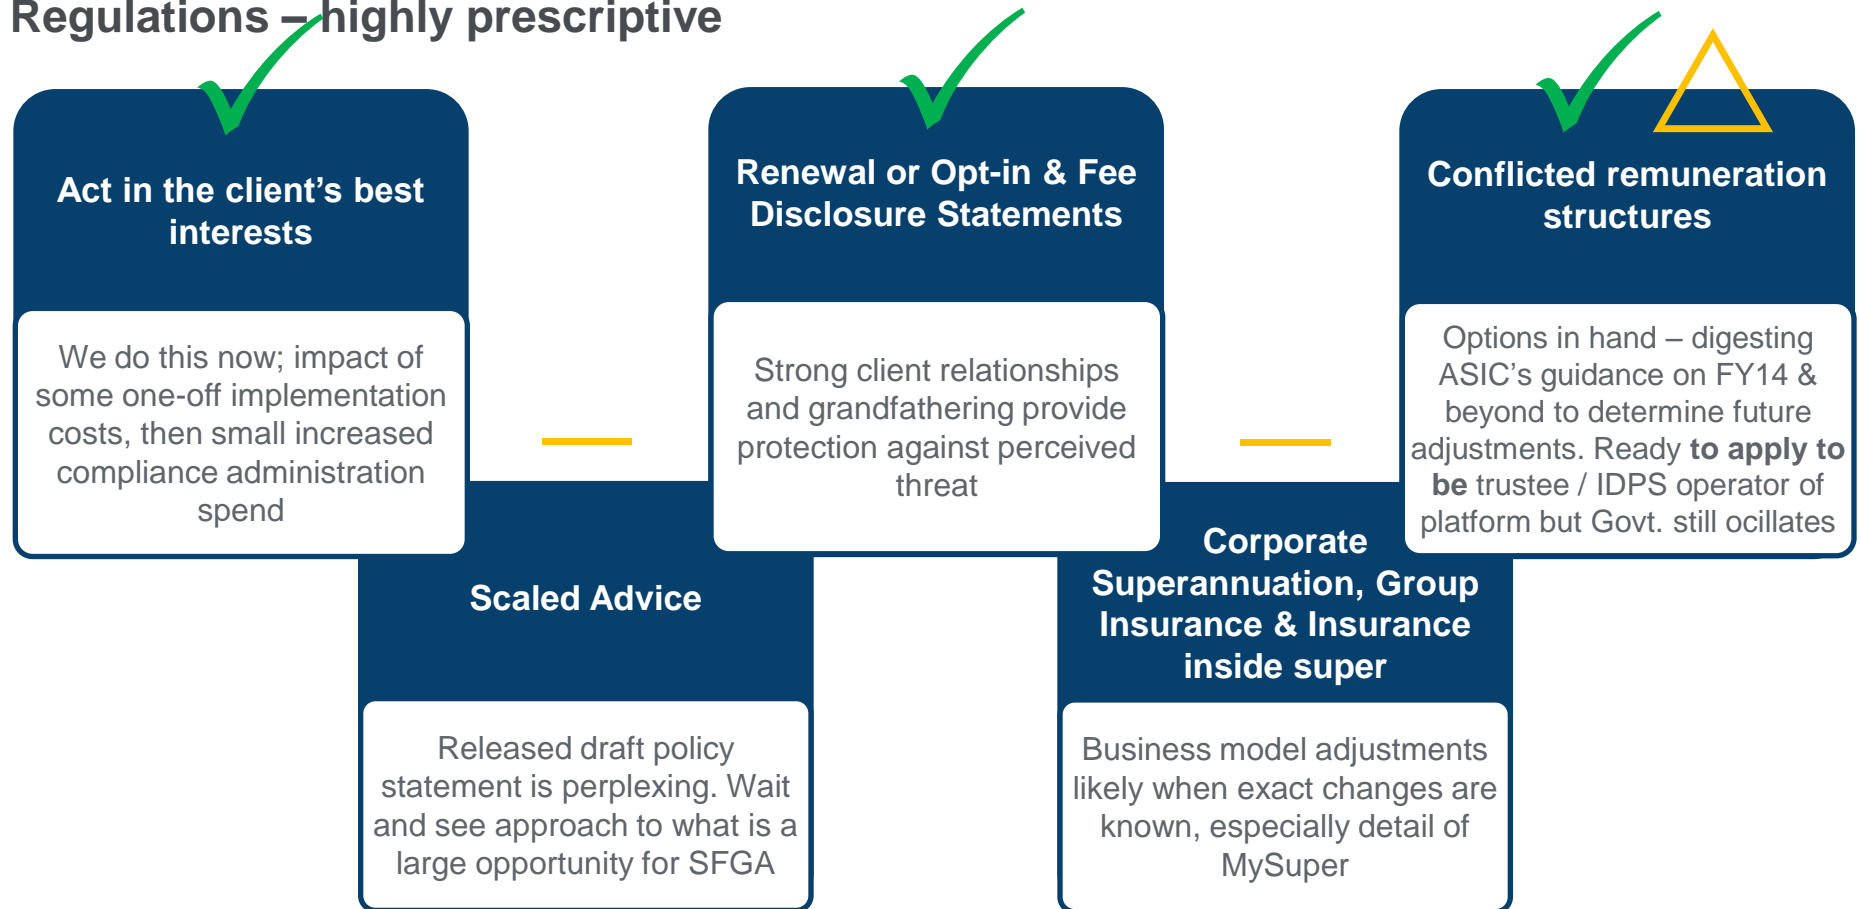 Regulations – highly prescriptive
Act in the client’s best
interests
We do this now; impact of
some one-off implementation
costs, then small increased
compliance administration
spend
Scaled Advice
Released draft policy
statement is perplexing. Wait
and see approach to what is a
large opportunity for SFGA
Renewal or Opt-in & Fee
Disclosure Statements
Strong client relationships
and grandfathering provide
protection against perceived
threat
Corporate
Superannuation, Group
Insurance & Insurance
inside super
Business model adjustments
likely when exact changes are
known, especially detail of
MySuper
Conflicted remuneration
structures
Options in hand – digesting
ASIC’s guidance on FY14 &
beyond to determine future
adjustments. Ready to apply to
be trustee / IDPS operator of
platform but Govt. still ocillates